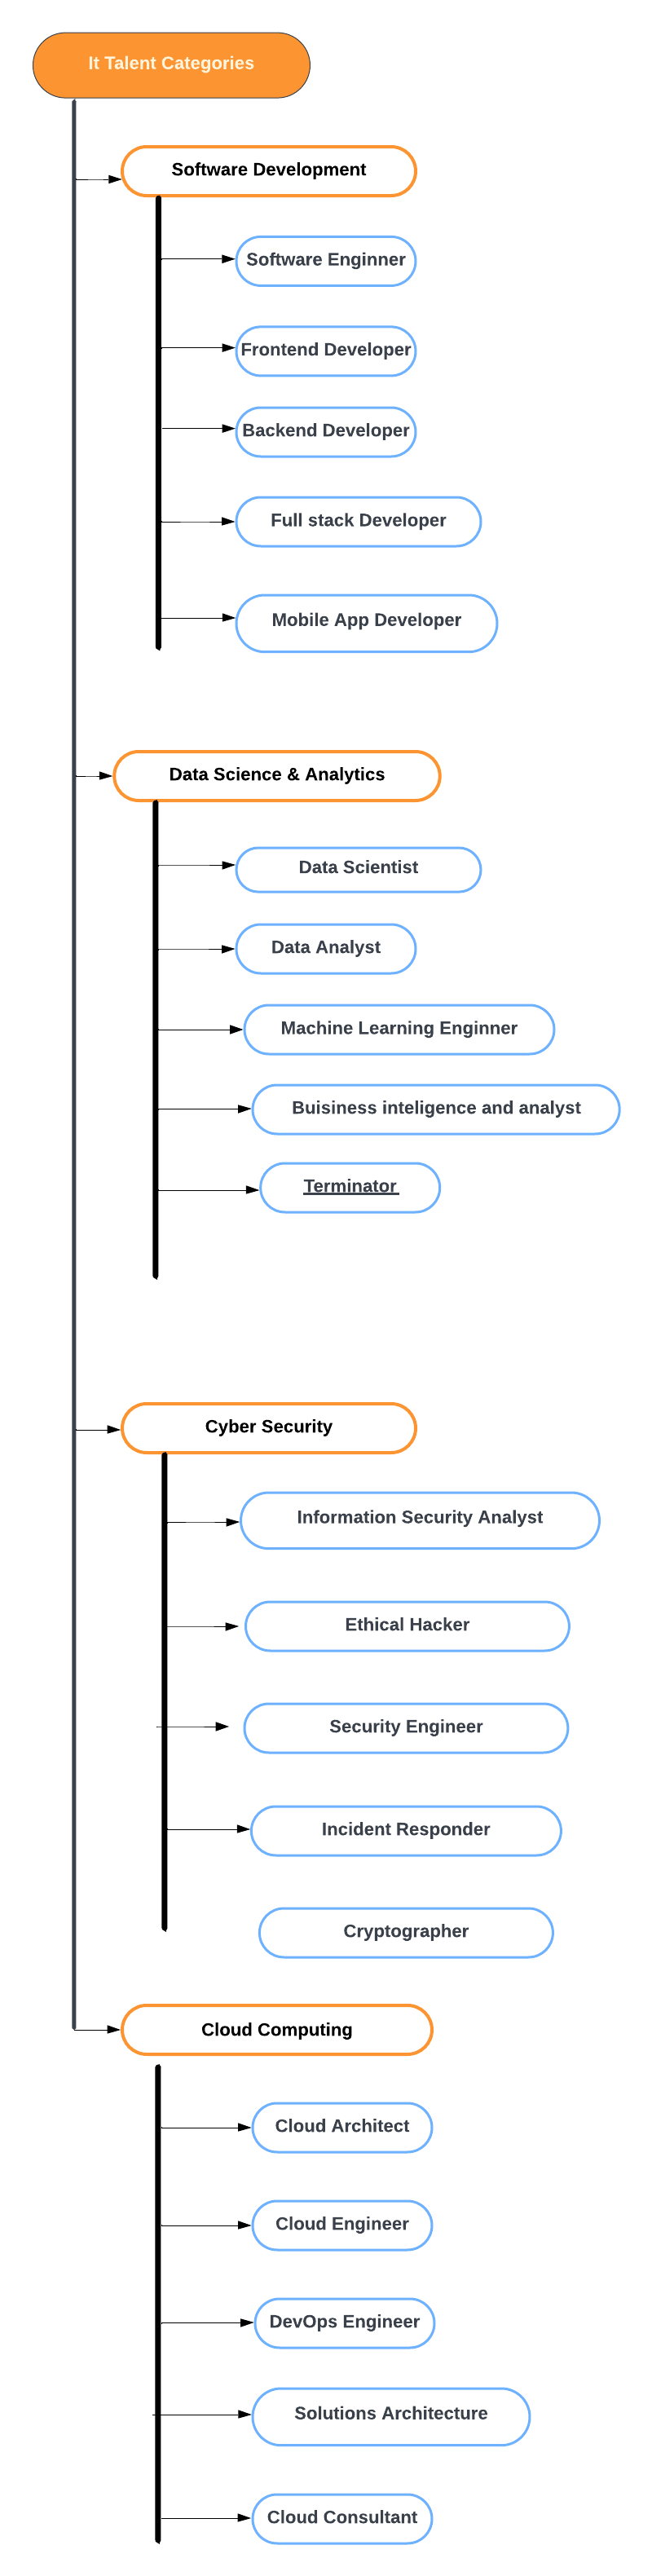 It Talent Categories
Software Development
Software Enginner
Frontend Developer
Backend Developer
Full stack Developer
Mobile App Developer
Data Science & Analytics
Data Scientist
Data Analyst
Machine Learning Enginner
Buisiness inteligence and analyst
Terminator
Cyber Security
Information Security Analyst
Ethical Hacker
Security Engineer
Incident Responder
Cryptographer
Cloud Computing
Cloud Architect
Cloud Engineer
DevOps Engineer
Solutions Architecture
Cloud Consultant